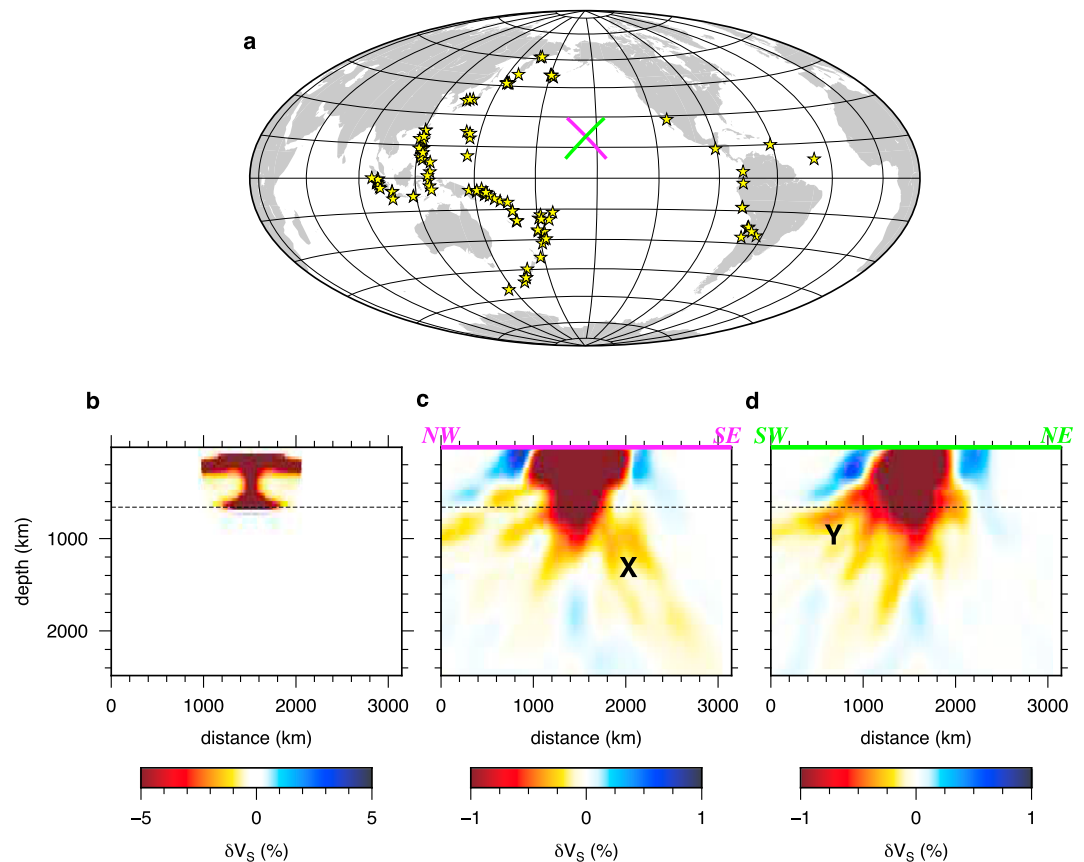 a
b
c
d
NW
SE
SW
NE
depth (km)
1000
2000
X
Y
0
1000
2000
3000
0
1000
2000
3000
0
1000
2000
3000
distance (km)
distance (km)
distance (km)
−5
0
5
−1
0
1
−1
0
1
δVS (%)
δVS (%)
δVS (%)